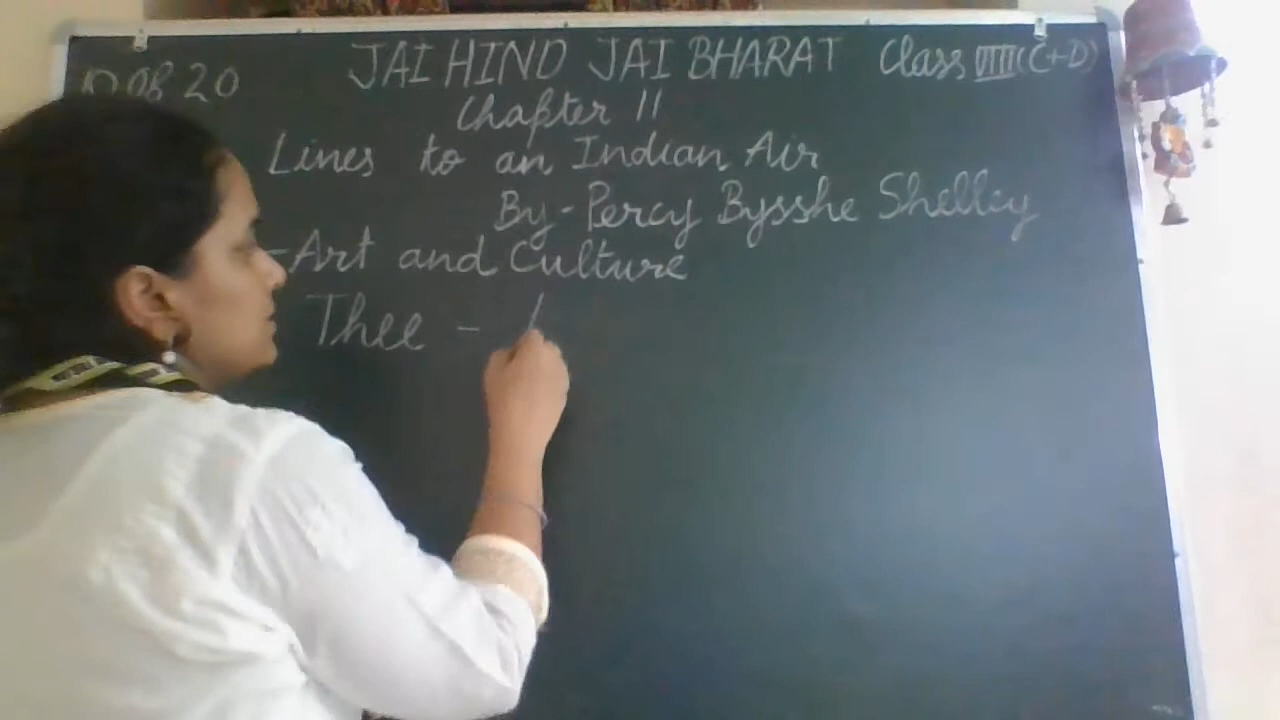 JAI HIND JAI BHARAT Class VIII (C+D)
08 20
Chapter 11
Lines to an Indian Air
By-Percy Bysshe Shelley
-Art and Culture
Thee -